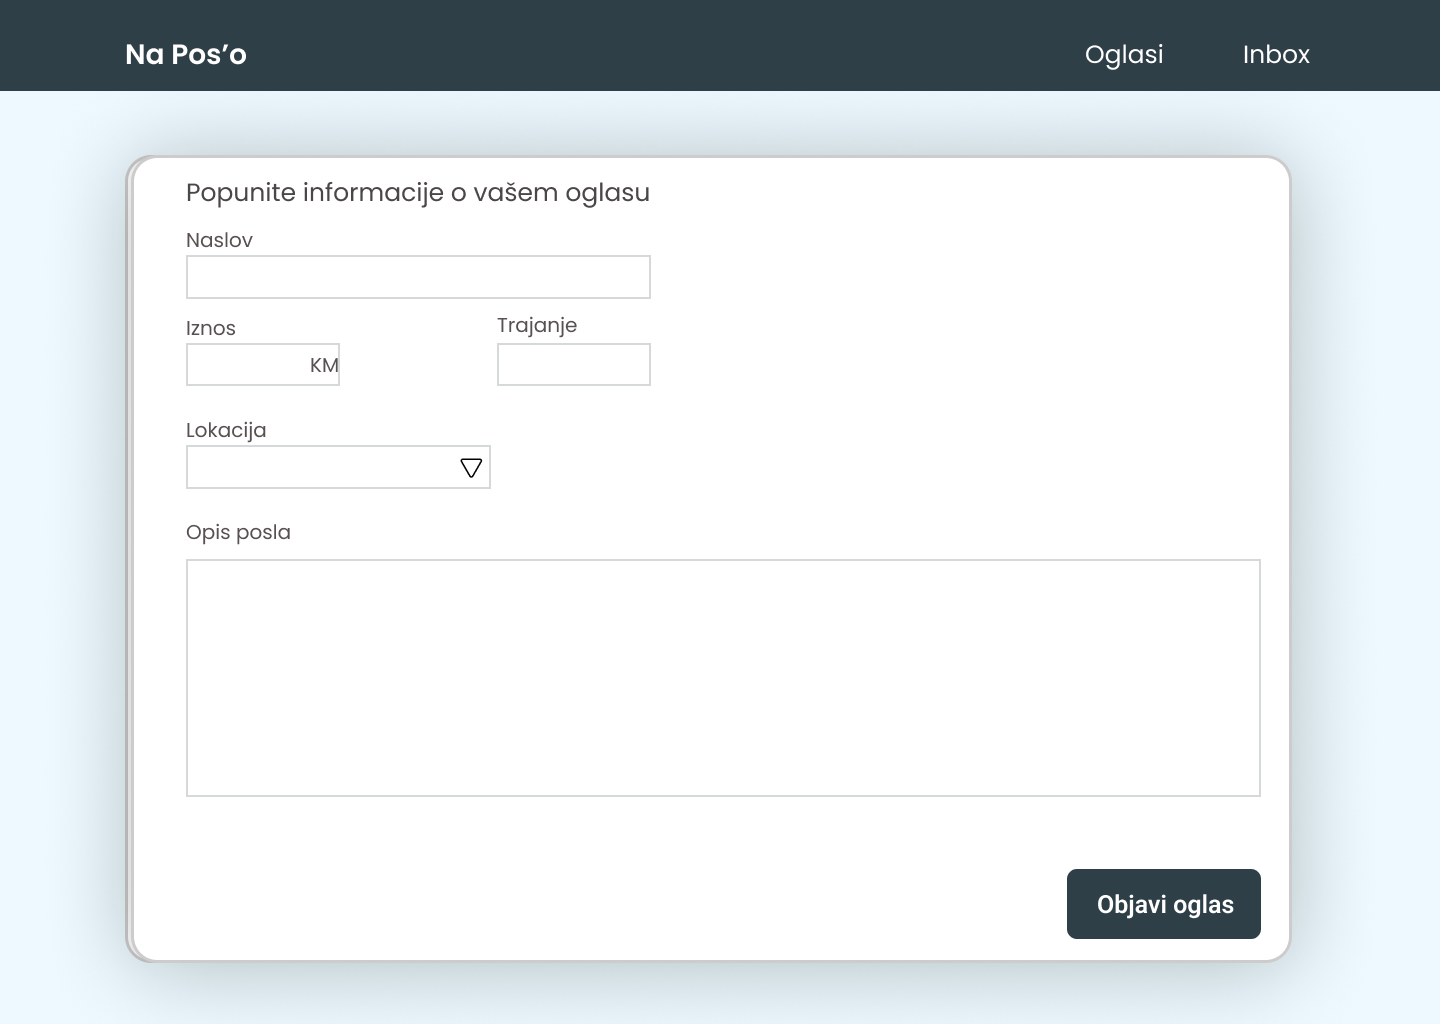 Na Pos’o
Oglasi
Inbox
Popunite informacije o vašem oglasu
Naslov
Iznos
Trajanje
KM
Lokacija
Opis posla
Objavi oglas